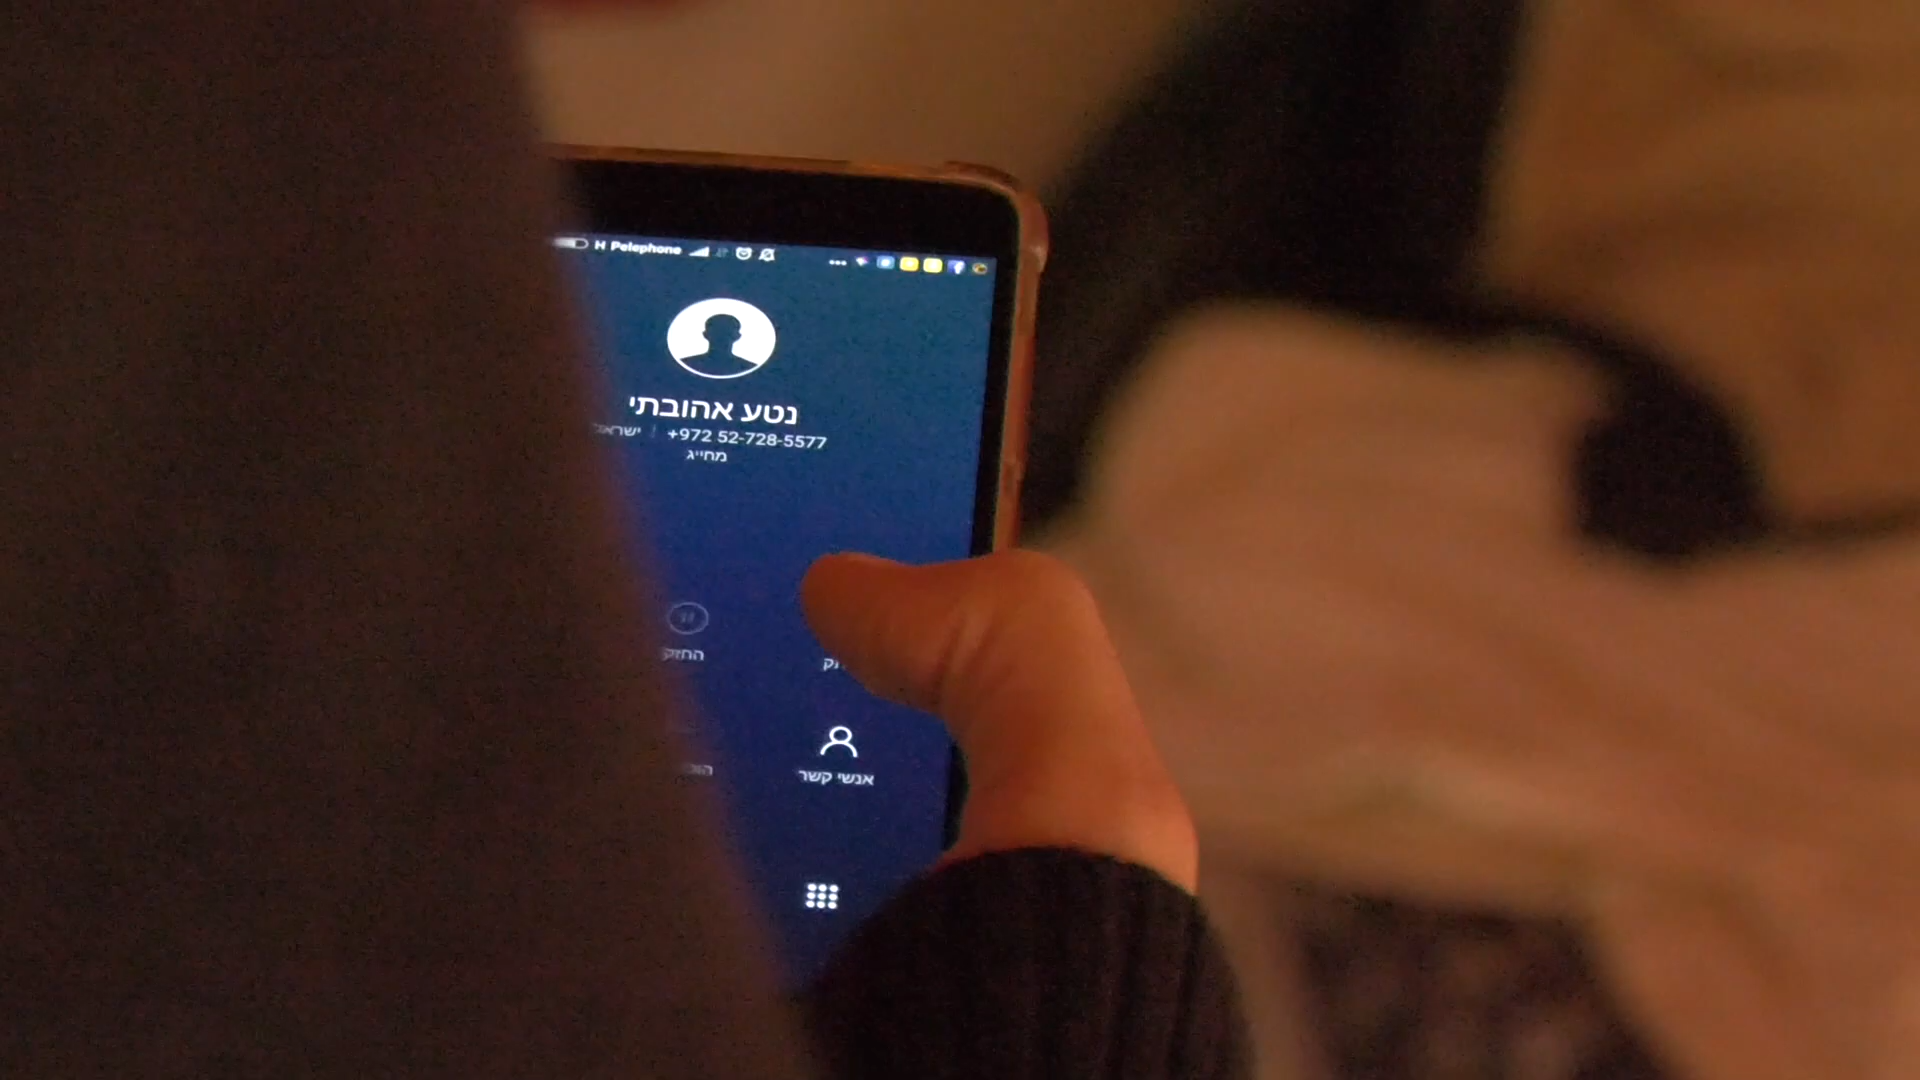 H Pelephone
נטע אהובתי
+972 52-728-5577 | ישראל
מחייג
החזק
אנשי קשר